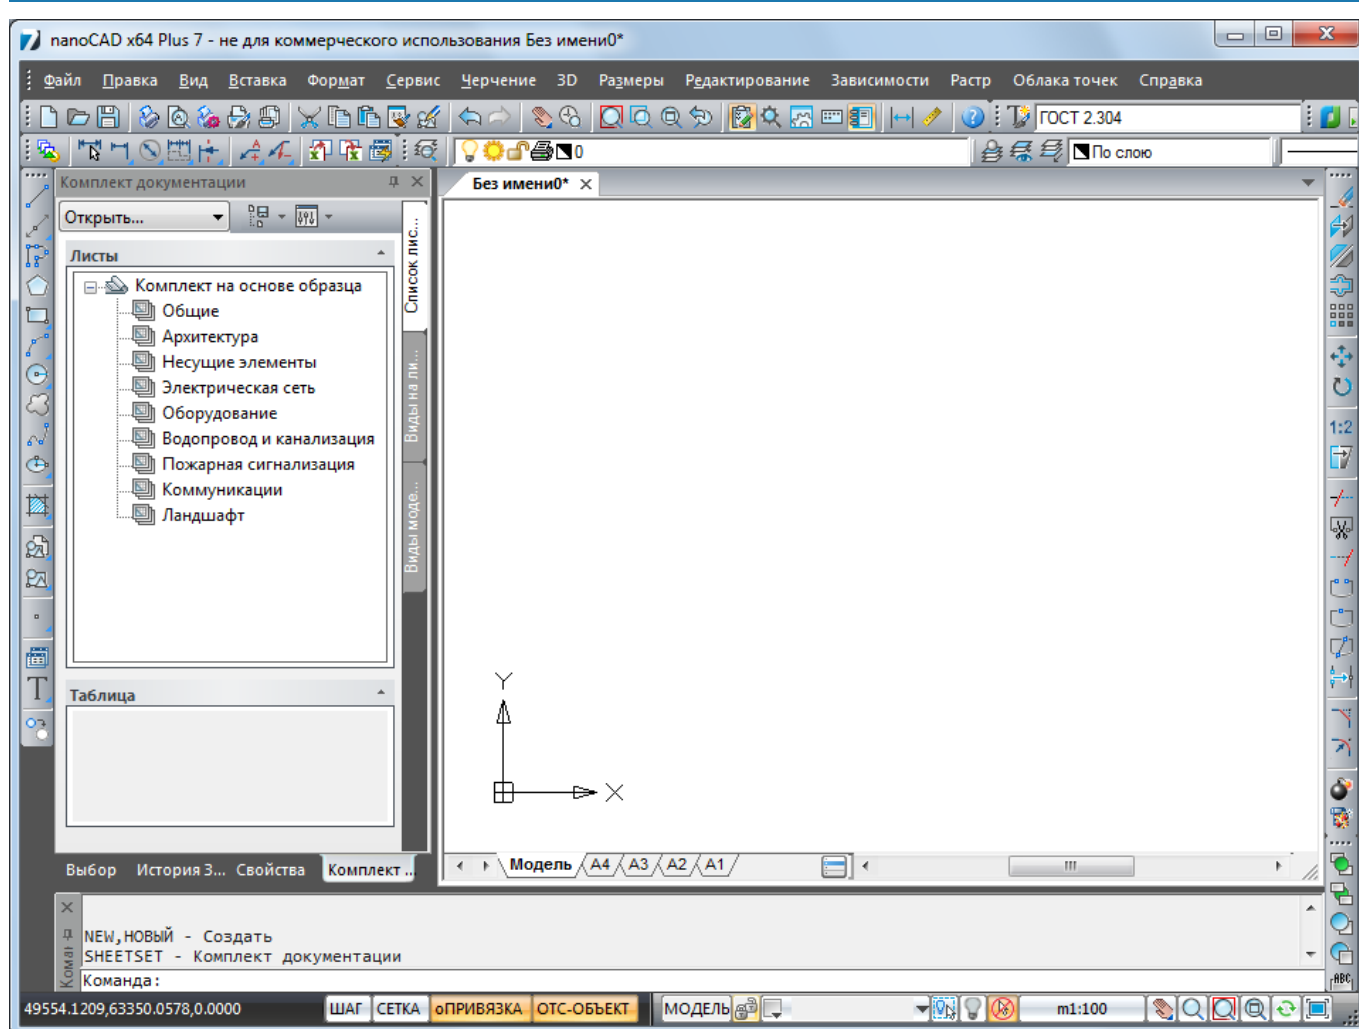 nanoCAD x64 Plus 7 - не для коммерческого использования Без имени0*
Файл Правка Вид Вставка Формат Сервис Черчение 3D Размеры Редактирование Зависимости Растр Облака точек Справка
ГОСТ 2.304
0 По слою
Комплект документации
Без имени0*
Открыть...
Список лис...
Виды на ли...
Виды моде...
Листы
Комплект на основе образца
Общие
Архитектура
Несущие элементы
Электрическая сеть
Оборудование
Водопровод и канализация
Пожарная сигнализация
Коммуникации
Ландшафт
1:2
T
Таблица
Y
X
Выбор История З... Свойства Комплект ...
Модель A4 A3 A2 A1
NEW,НОВЫЙ - Создать
SHEETSET - Комплект документации
Команда:
ABC
49554.1209,63350.0578,0.0000 ШАГ СЕТКА оПРИВЯЗКА ОТС-ОБЪЕКТ МОДЕЛЬ m1:100